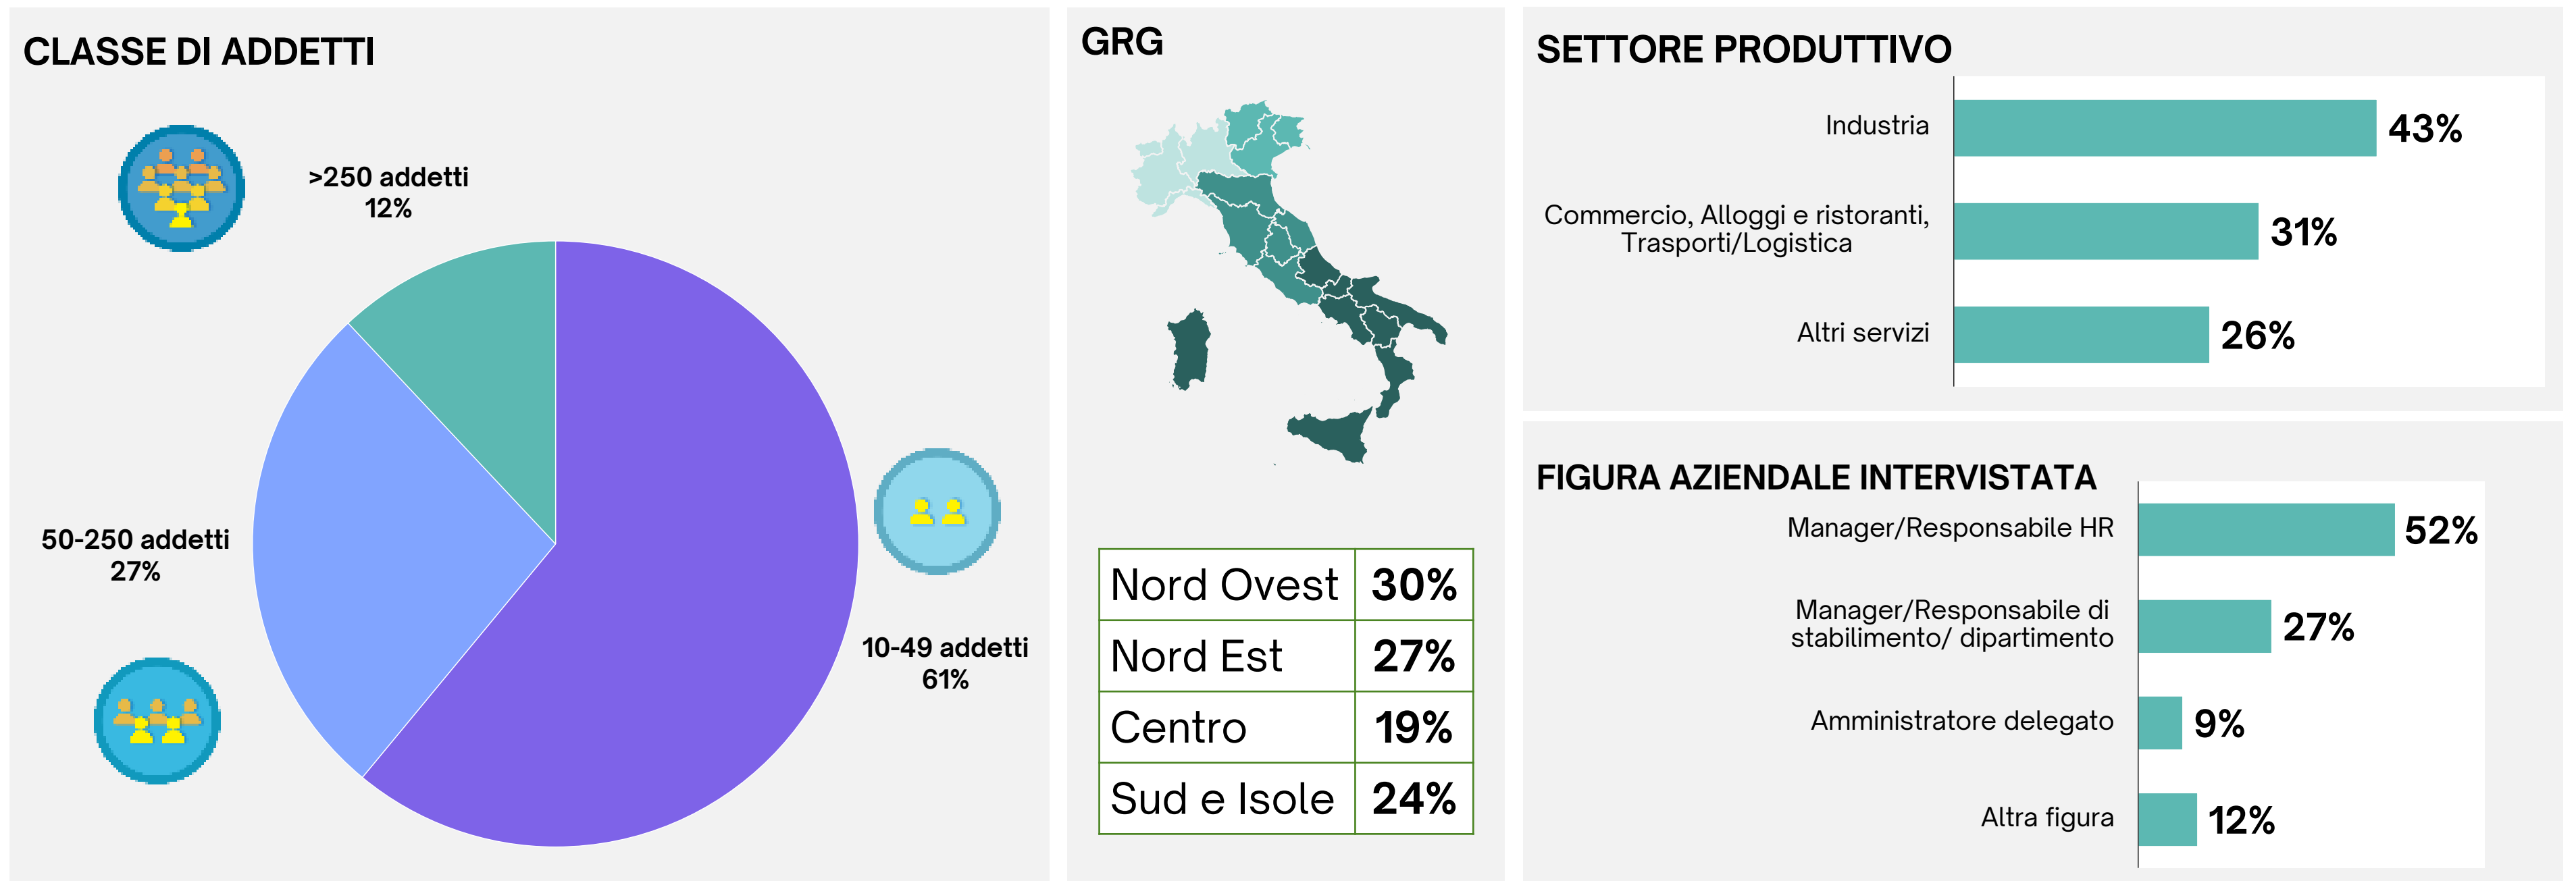 CLASSE DI ADDETTI
>250 addetti
12%
50-250 addetti
27%
10-49 addetti
61%
GRG
Nord Ovest 30%
Nord Est 27%
Centro 19%
Sud e Isole 24%
SETTORE PRODUTTIVO
Industria 43%
Commercio, Alloggi e ristoranti,
Trasporti/Logistica 31%
Altri servizi 26%
FIGURA AZIENDALE INTERVISTATA
Manager/Responsabile HR 52%
Manager/Responsabile di
stabilimento/ dipartimento 27%
Amministratore delegato 9%
Altra figura 12%